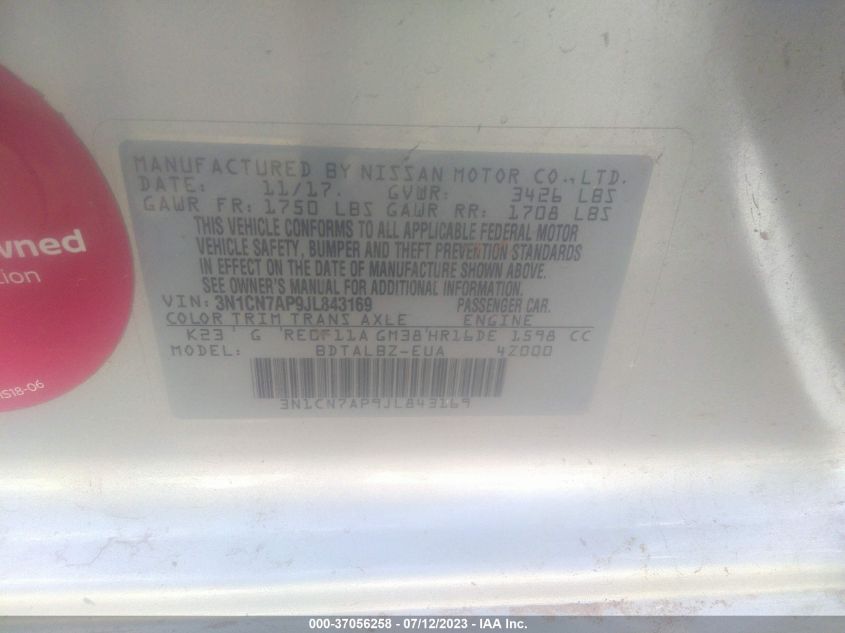 MANUFACTURED BY NISSAN MOTOR CO.,LTD.
DATE: 11/17. GVWR: 3426 LBS
GAWR FR: 1750 LBS GAWR RR: 1708 LBS
THIS VEHICLE CONFORMS TO ALL APPLICABLE FEDERAL MOTOR
VEHICLE SAFETY, BUMPER AND THEFT PREVENTION STANDARDS
IN EFFECT ON THE DATE OF MANUFACTURE SHOWN ABOVE.
SEE OWNER'S MANUAL FOR ADDITIONAL INFORMATION.
VIN: 3N1CN7AP9JL843169 PASSENGER CAR.
COLOR TRIM TRANS AXLE ENGINE
K23 G RE0F11A GM38 HR16DE 1598 CC
MODEL: BDTALBZ-EUA 4Z000
3N1CN7AP9JL843169
wned
tion
HS18-06
000-37056258 - 07/12/2023 - IAA Inc.